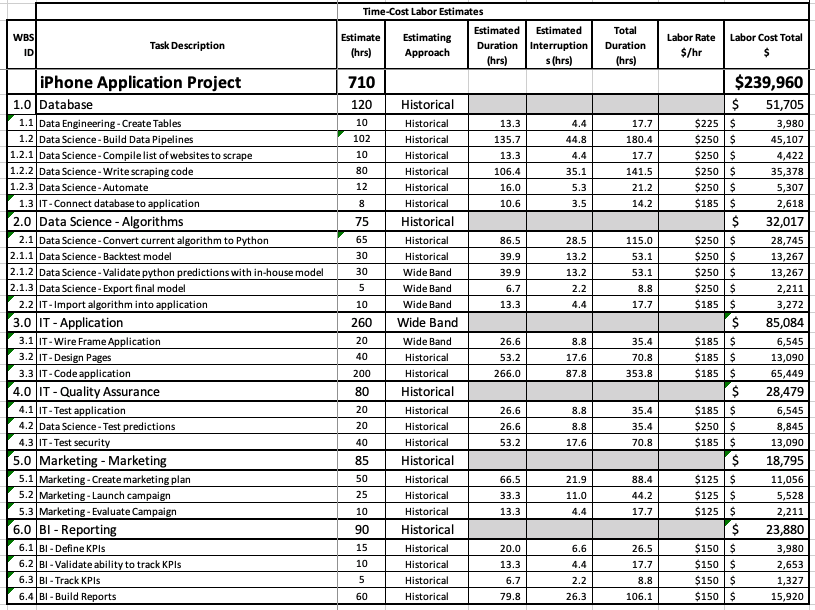 Time-Cost Labor Estimates
WBS ID Task Description Estimate (hrs) Estimating Approach Estimated Duration (hrs) Estimated Interruptions (hrs) Total Duration (hrs) Labor Rate $/hr Labor Cost Total $
iPhone Application Project 710 $239,960
1.0 Database 120 Historical $ 51,705
1.1 Data Engineering - Create Tables 10 Historical 13.3 4.4 17.7 $225 $ 3,980
1.2 Data Science - Build Data Pipelines 102 Historical 135.7 44.8 180.4 $250 $ 45,107
1.2.1 Data Science - Compile list of websites to scrape 10 Historical 13.3 4.4 17.7 $250 $ 4,422
1.2.2 Data Science - Write scraping code 80 Historical 106.4 35.1 141.5 $250 $ 35,378
1.2.3 Data Science - Automate 12 Historical 16.0 5.3 21.2 $250 $ 5,307
1.3 IT - Connect database to application 8 Historical 10.6 3.5 14.2 $185 $ 2,618
2.0 Data Science - Algorithms 75 Historical $ 32,017
2.1 Data Science - Convert current algorithm to Python 65 Historical 86.5 28.5 115.0 $250 $ 28,745
2.1.1 Data Science - Backtest model 30 Historical 39.9 13.2 53.1 $250 $ 13,267
2.1.2 Data Science - Validate python predictions with in-house model 30 Wide Band 39.9 13.2 53.1 $250 $ 13,267
2.1.3 Data Science - Export final model 5 Wide Band 6.7 2.2 8.8 $250 $ 2,211
2.2 IT - Import algorithm into application 10 Wide Band 13.3 4.4 17.7 $185 $ 3,272
3.0 IT - Application 260 Wide Band $ 85,084
3.1 IT - Wire Frame Application 20 Wide Band 26.6 8.8 35.4 $185 $ 6,545
3.2 IT - Design Pages 40 Historical 53.2 17.6 70.8 $185 $ 13,090
3.3 IT - Code application 200 Historical 266.0 87.8 353.8 $185 $ 65,449
4.0 IT - Quality Assurance 80 Historical $ 28,479
4.1 IT - Test application 20 Historical 26.6 8.8 35.4 $185 $ 6,545
4.2 Data Science - Test predictions 20 Historical 26.6 8.8 35.4 $250 $ 8,845
4.3 IT - Test security 40 Historical 53.2 17.6 70.8 $185 $ 13,090
5.0 Marketing - Marketing 85 Historical $ 18,795
5.1 Marketing - Create marketing plan 50 Historical 66.5 21.9 88.4 $125 $ 11,056
5.2 Marketing - Launch campaign 25 Historical 33.3 11.0 44.2 $125 $ 5,528
5.3 Marketing - Evaluate Campaign 10 Historical 13.3 4.4 17.7 $125 $ 2,211
6.0 BI - Reporting 90 Historical $ 23,880
6.1 BI - Define KPIs 15 Historical 20.0 6.6 26.5 $150 $ 3,980
6.2 BI - Validate ability to track KPIs 10 Historical 13.3 4.4 17.7 $150 $ 2,653
6.3 BI - Track KPIs 5 Historical 6.7 2.2 8.8 $150 $ 1,327
6.4 BI - Build Reports 60 Historical 79.8 26.3 106.1 $150 $ 15,920